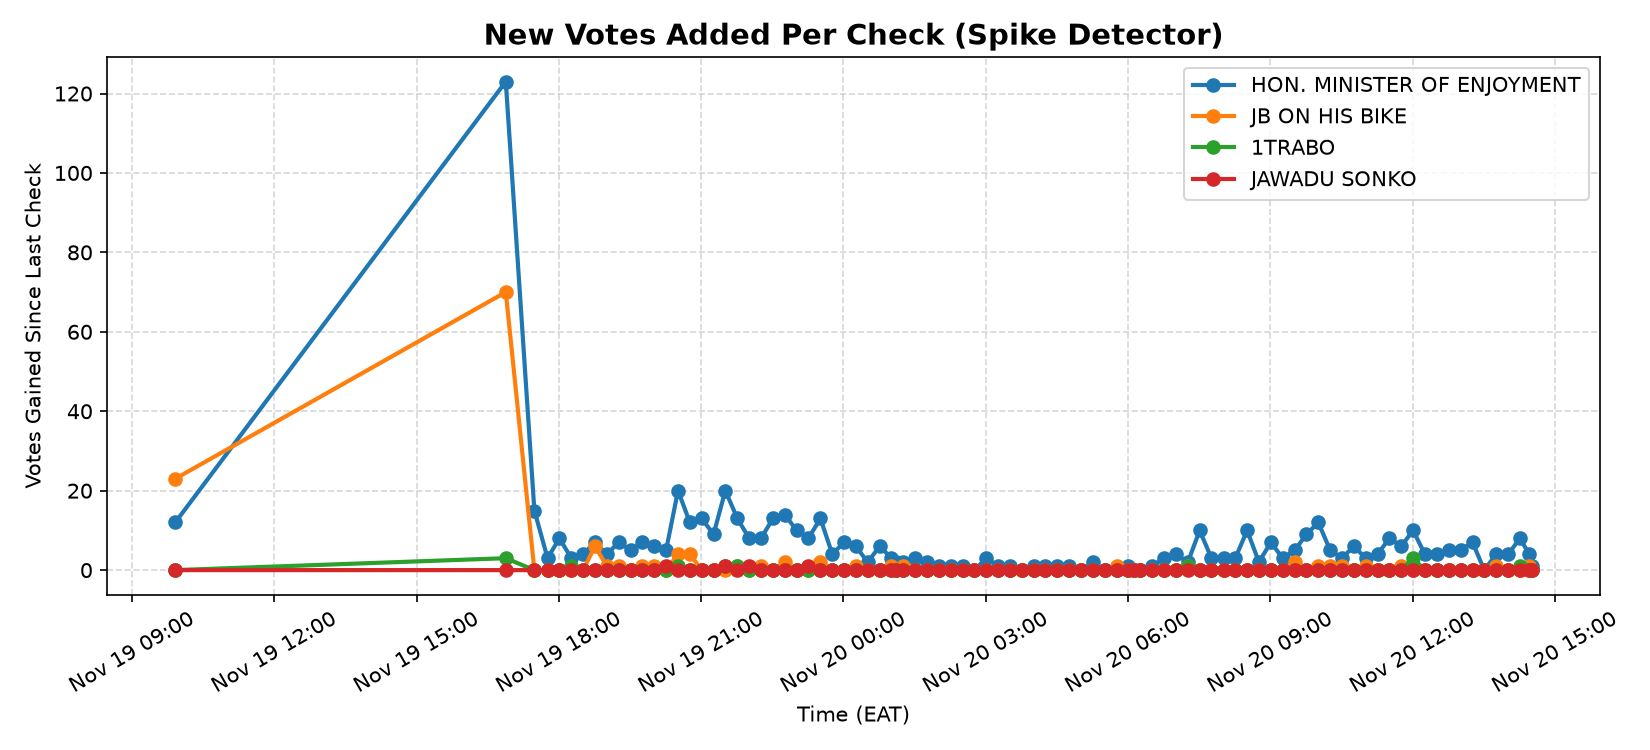 New Votes Added Per Check (Spike Detector)
HON. MINISTER OF ENJOYMENT
JB ON HIS BIKE
1TRABO
JAWADU SONKO
Votes Gained Since Last Check
120
100
80
60
40
20
0
Nov 19 09:00
Nov 19 12:00
Nov 19 15:00
Nov 19 18:00
Nov 19 21:00
Nov 20 00:00
Nov 20 03:00
Nov 20 06:00
Nov 20 09:00
Nov 20 12:00
Nov 20 15:00
Time (EAT)